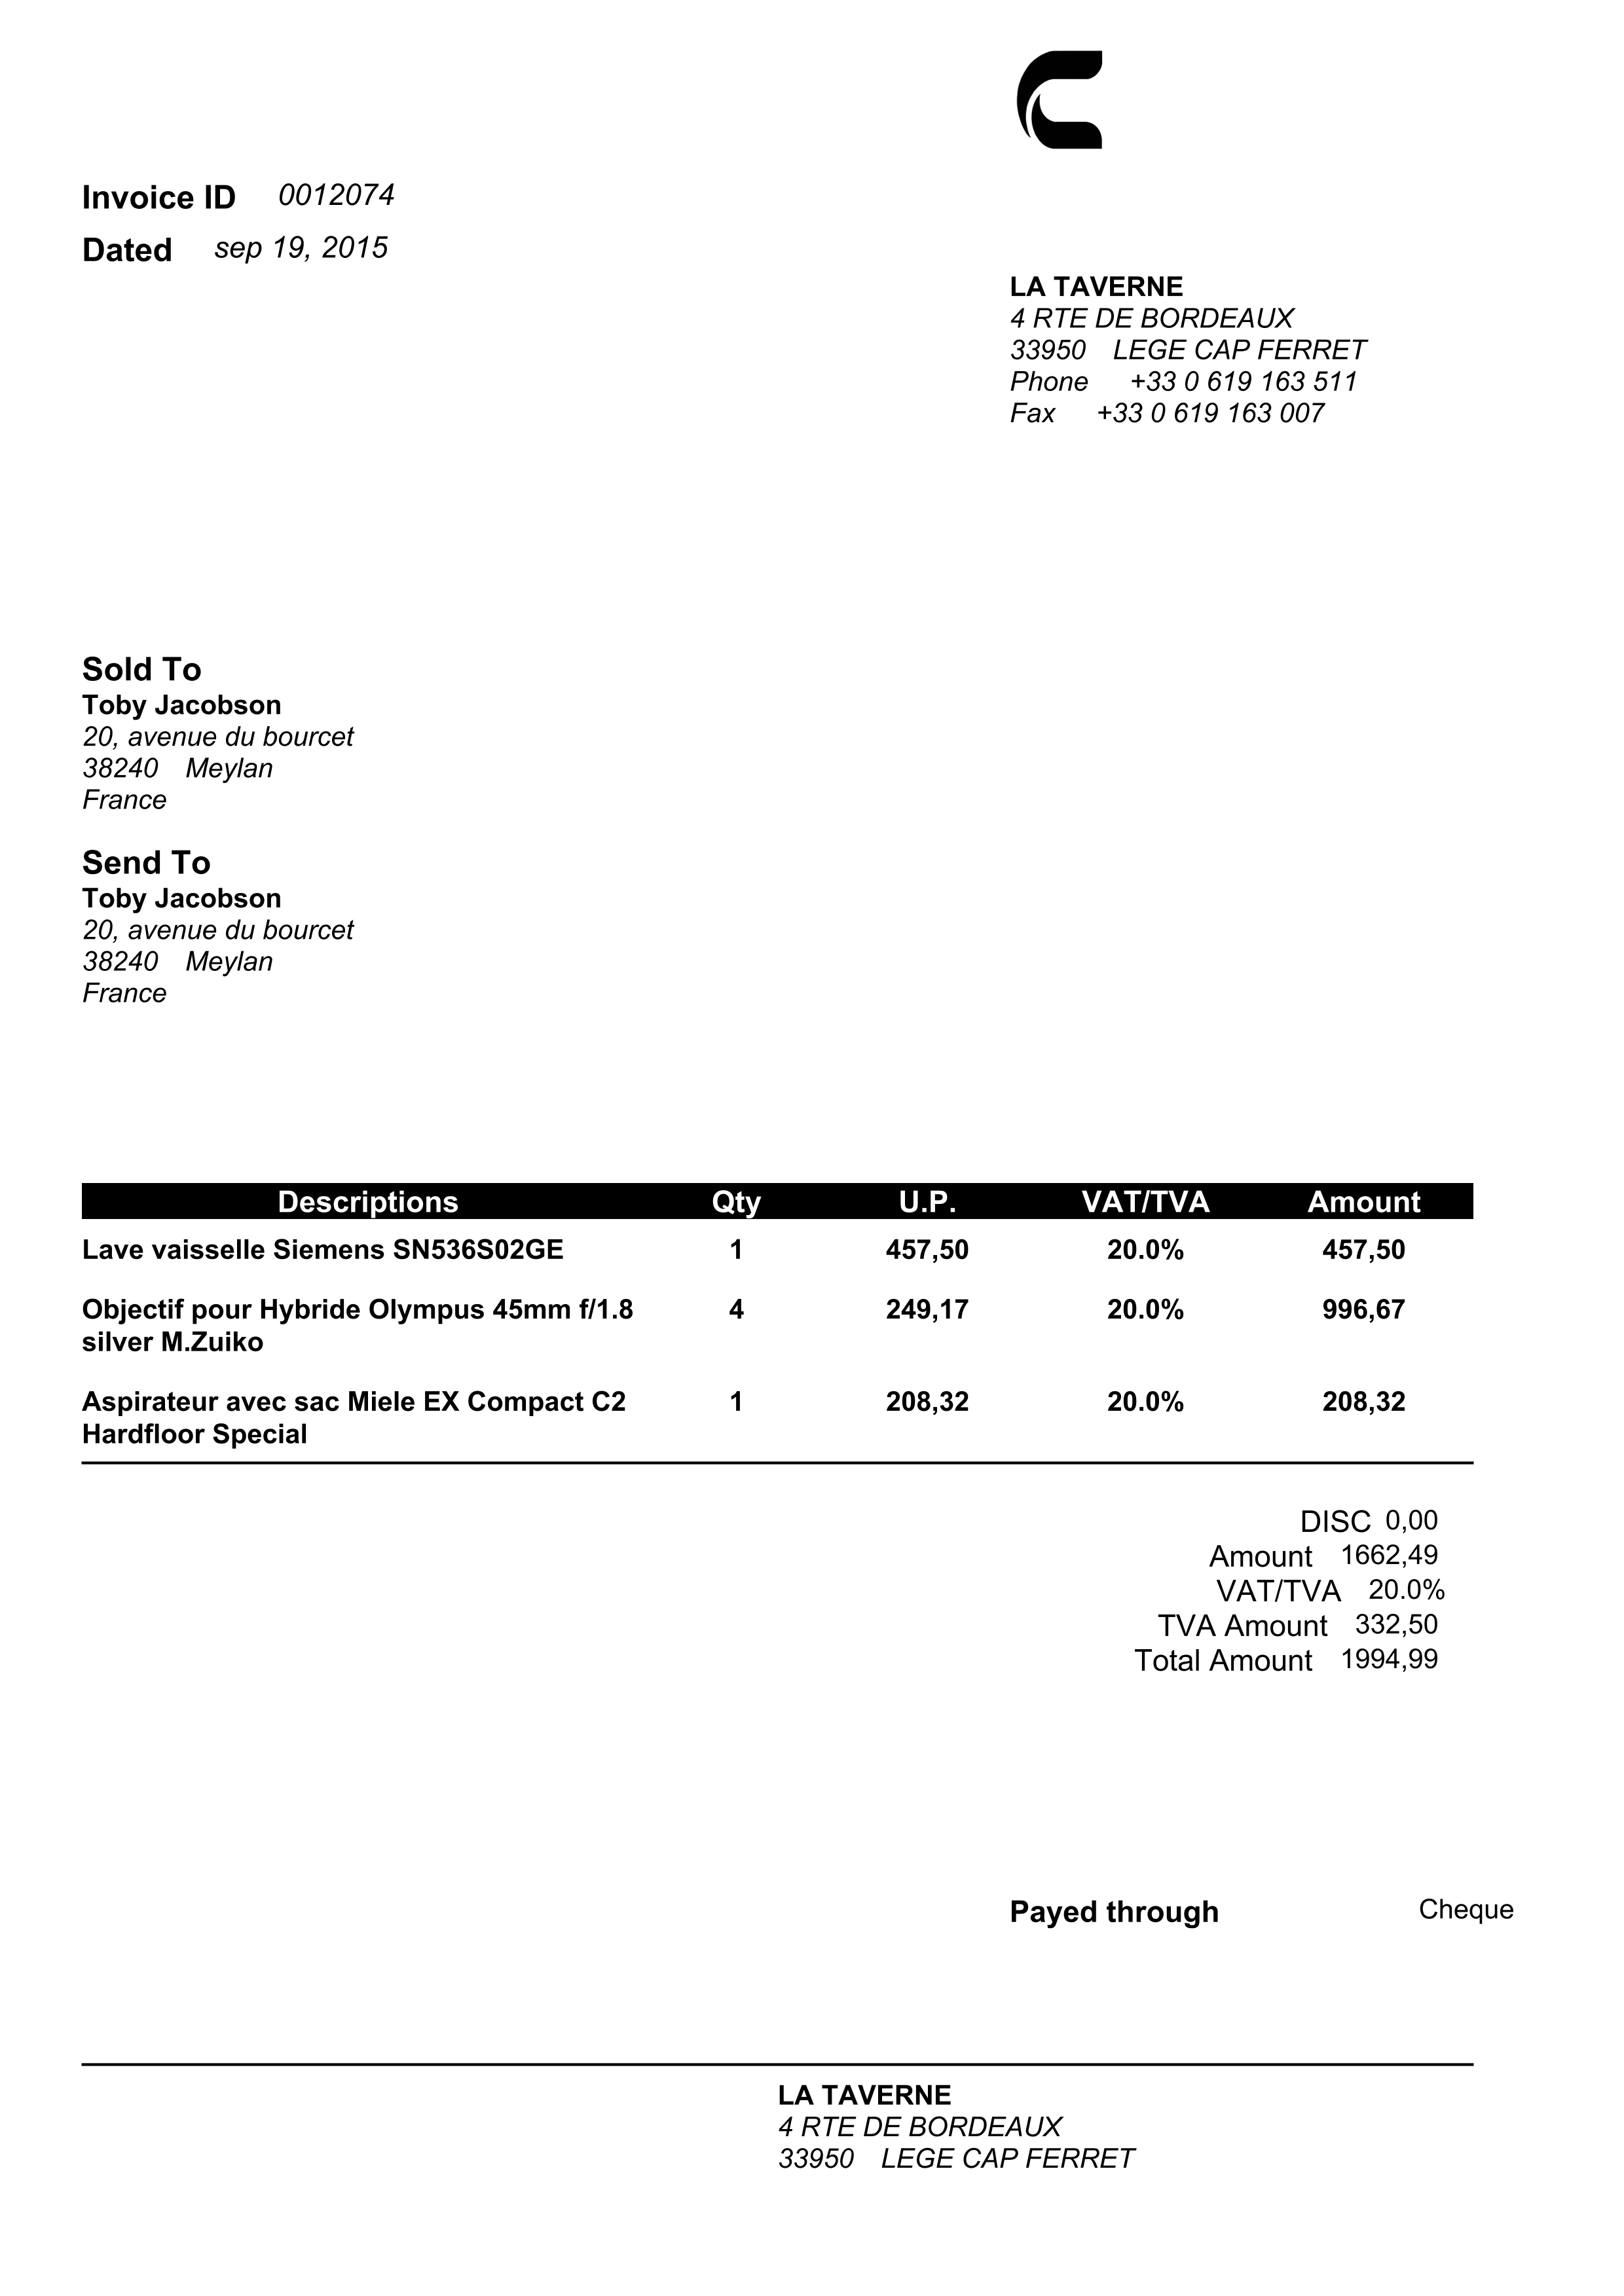 Invoice ID 0012074
Dated sep 19, 2015
LA TAVERNE
4 RTE DE BORDEAUX
33950 LEGE CAP FERRET
Phone +33 0 619 163 511
Fax +33 0 619 163 007
Sold To
Toby Jacobson
20, avenue du bourcet
38240 Meylan
France
Send To
Toby Jacobson
20, avenue du bourcet
38240 Meylan
France
Descriptions Qty U.P. VAT/TVA Amount
Lave vaisselle Siemens SN536S02GE 1 457,50 20.0% 457,50
Objectif pour Hybride Olympus 45mm f/1.8 4 249,17 20.0% 996,67
silver M.Zuiko
Aspirateur avec sac Miele EX Compact C2 1 208,32 20.0% 208,32
Hardfloor Special
DISC 0,00
Amount 1662,49
VAT/TVA 20.0%
TVA Amount 332,50
Total Amount 1994,99
Payed through Cheque
LA TAVERNE
4 RTE DE BORDEAUX
33950 LEGE CAP FERRET